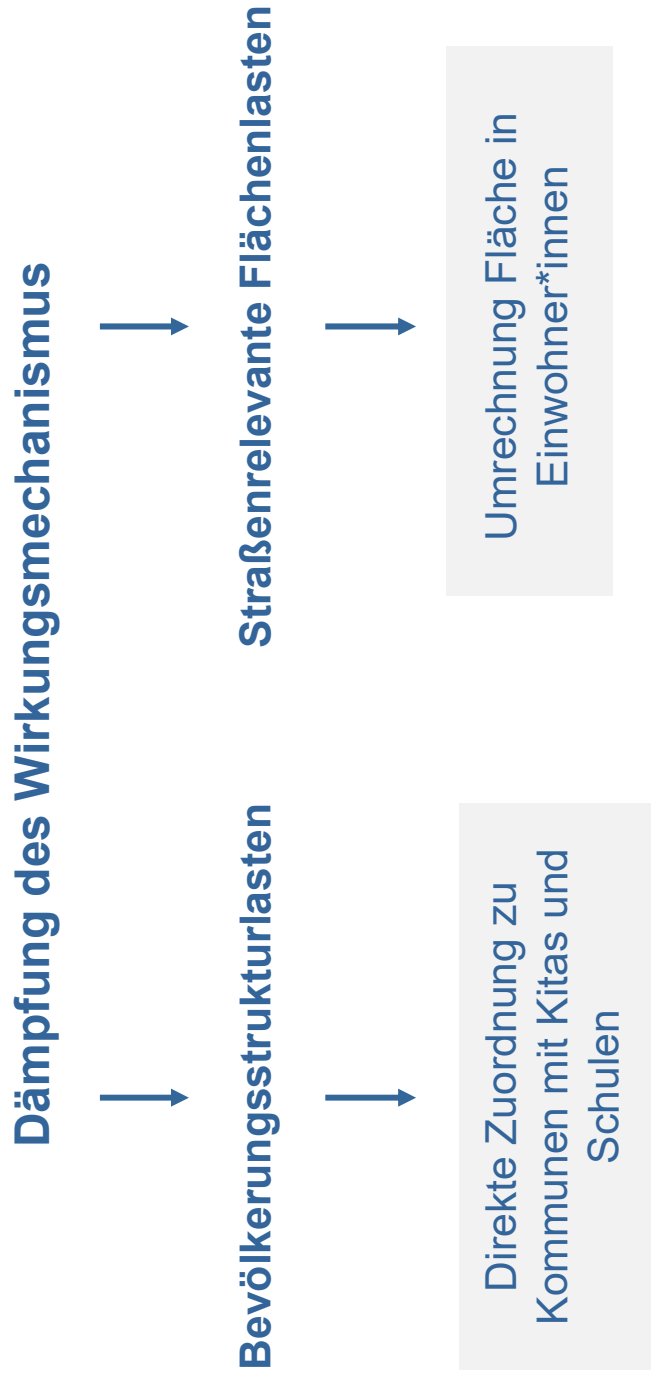 Dämpfung des Wirkungsmechanismus
Bevölkerungsstrukturlasten
Straßenrelevante Flächenlasten
Direkte Zuordnung zu
Kommunen mit Kitas und
Schulen
Umrechnung Fläche in
Einwohner*innen